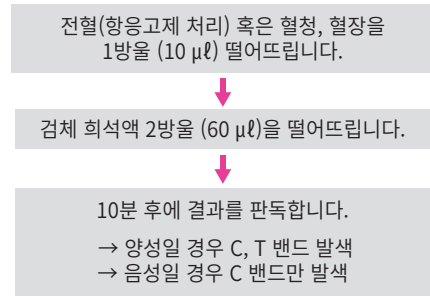 전혈(항응고제 처리) 혹은 혈청, 혈장을
1방울 (10 μℓ) 떨어뜨립니다.
검체 희석액 2방울 (60 μℓ)을 떨어뜨립니다.
10분 후에 결과를 판독합니다.
→ 양성일 경우 C, T 밴드 발색
→ 음성일 경우 C 밴드만 발색